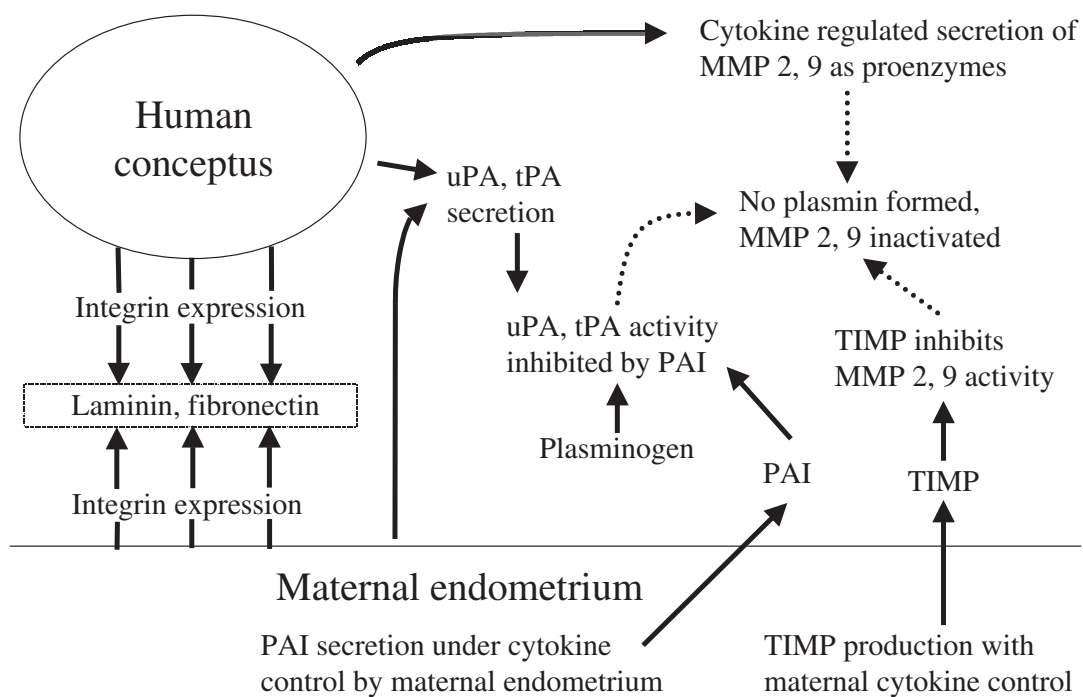 Cytokine regulated secretion of
MMP 2, 9 as proenzymes
Human
conceptus
uPA, tPA
secretion
No plasmin formed,
MMP 2, 9 inactivated
Integrin expression
uPA, tPA activity
inhibited by PAI
TIMP inhibits
MMP 2, 9 activity
Laminin, fibronectin
Plasminogen
PAI
TIMP
Integrin expression
Maternal endometrium
PAI secretion under cytokine
control by maternal endometrium
TIMP production with
maternal cytokine control